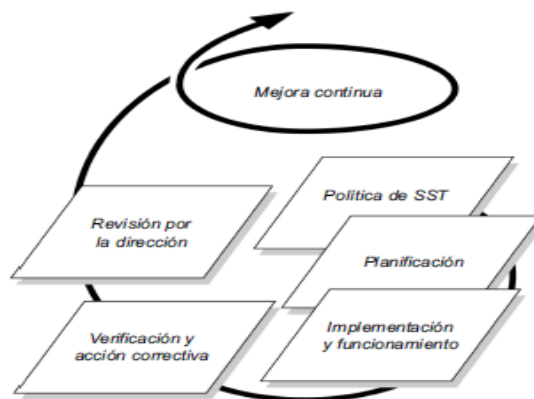 Mejora continua
Política de SST
Revisión por
la dirección
Planificación
Implementación
y funcionamiento
Verificación y
acción correctiva